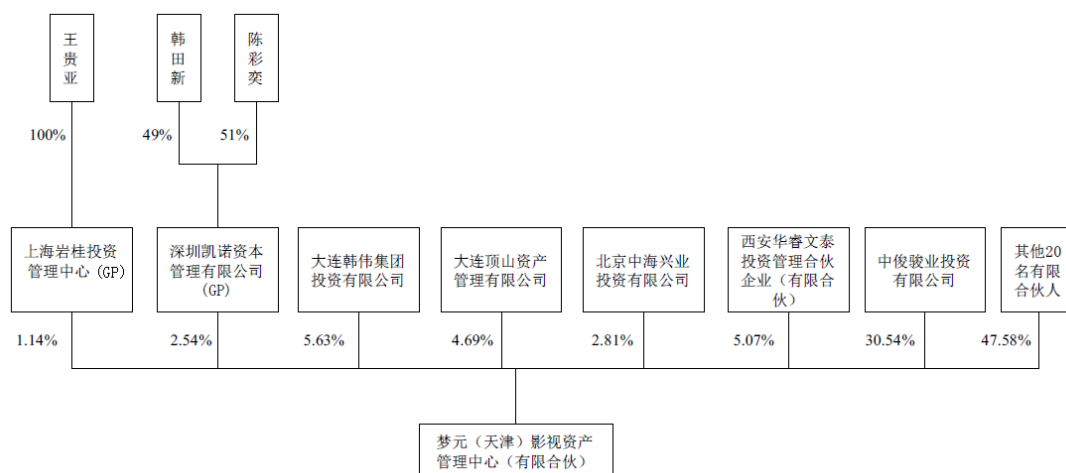 王
贵
亚
韩
田
新
陈
彩
奕
100%
49%
51%
上海岩桂投资
管理中心(GP)
深圳凯诺资本
管理有限公司
(GP)
大连韩伟集团
投资有限公司
大连顶山资产
管理有限公司
北京中海兴业
投资有限公司
西安华睿文泰
投资管理合伙
企业（有限合
伙）
中俊骏业投资
有限公司
其他20
名有限
合伙人
1.14%
2.54%
5.63%
4.69%
2.81%
5.07%
30.54%
47.58%
梦元（天津）影视资产
管理中心（有限合伙）